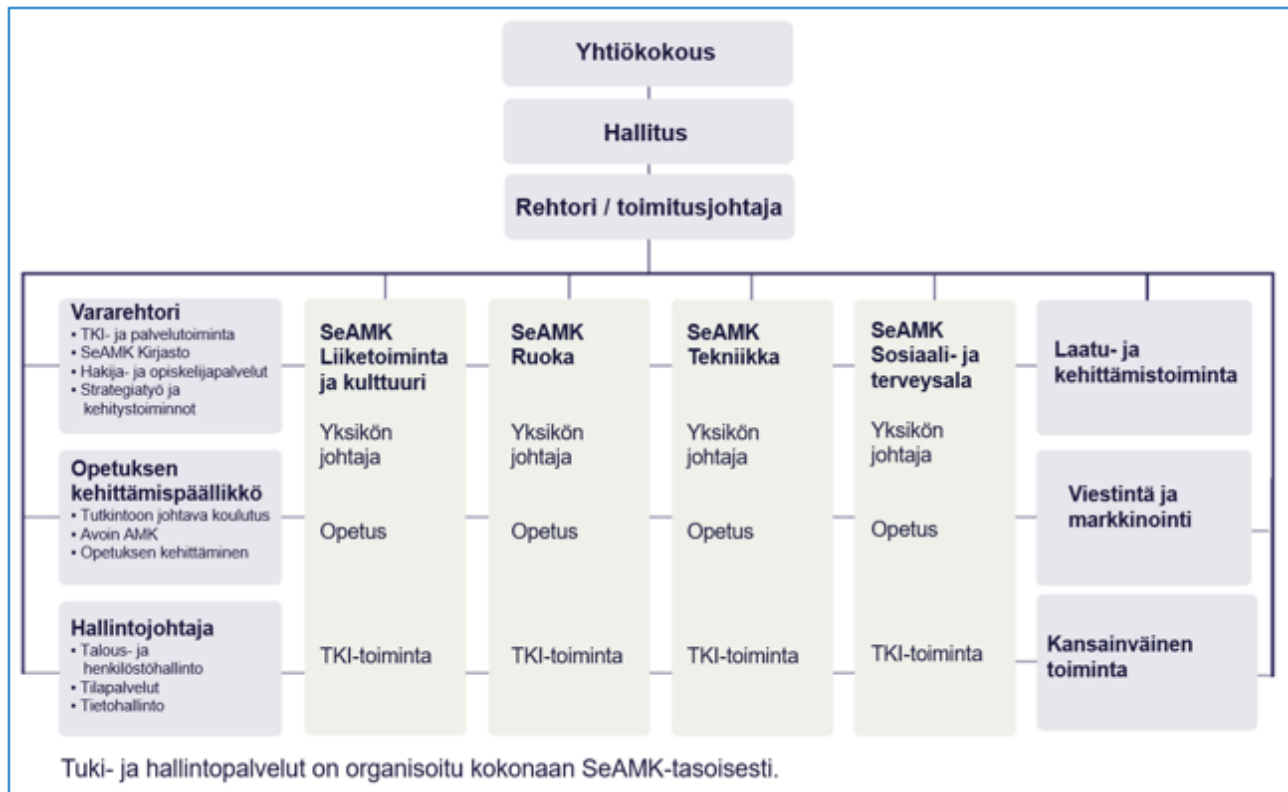 Yhtiökokous
Hallitus
Rehtori / toimitusjohtaja
Vararehtori
• TKI- ja palvelutoiminta
• SeAMK Kirjasto
• Hakija- ja opiskelijapalvelut
• Strategiatyö ja
kehitystoiminnot
Opetuksen
kehittämispäällikkö
• Tutkintoon johtava koulutus
• Avoin AMK
• Opetuksen kehittäminen
Hallintojohtaja
• Talous- ja
henkilöstöhallinto
• Tilapalvelut
• Tietohallinto
SeAMK
Liiketoiminta
ja kulttuuri
Yksikön
johtaja
Opetus
TKI-toiminta
SeAMK
Ruoka
Yksikön
johtaja
Opetus
TKI-toiminta
SeAMK
Tekniikka
Yksikön
johtaja
Opetus
TKI-toiminta
SeAMK
Sosiaali- ja
terveysala
Yksikön
johtaja
Opetus
TKI-toiminta
Laatu- ja
kehittämistoiminta
Viestintä ja
markkinointi
Kansainväinen
toiminta
Tuki- ja hallintopalvelut on organisoitu kokonaan SeAMK-tasoisesti.